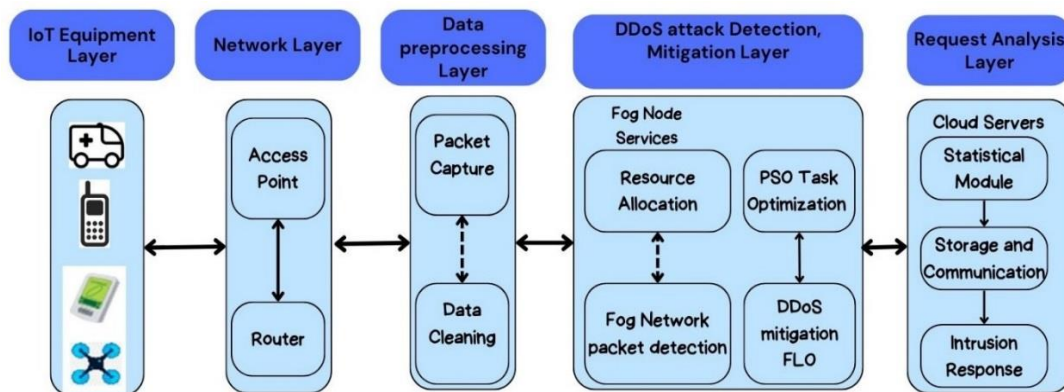 IoT Equipment
Layer
Network Layer
Data
preprocessing
Layer
DDoS attack Detection,
Mitigation Layer
Request Analysis
Layer
Access
Point
Router
Packet
Capture
Data
Cleaning
Fog Node
Services
Resource
Allocation
PSO Task
Optimization
Fog Network
packet detection
DDoS
mitigation
FLO
Cloud Servers
Statistical
Module
Storage and
Communication
Intrusion
Response